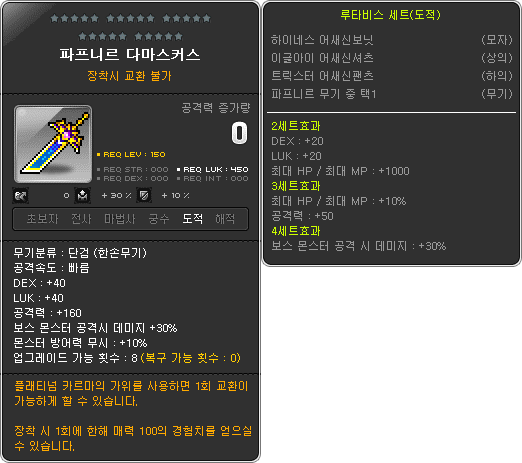 파프니르 다마스커스
장착시 교환 불가
공격력 증가량
0
REQ LEV : 150
REQ STR : 000
REQ LUK : 450
REQ DEX : 000
REQ INT : 000
0
+ 30 %
+ 10 %
초보자 전사 마법사 궁수 도적 해적
무기분류 : 단검 (한손무기)
공격속도 : 빠름
DEX : +40
LUK : +40
공격력 : +160
보스 몬스터 공격시 데미지 +30%
몬스터 방어력 무시 : +10%
업그레이드 가능 횟수 : 8 (복구 가능 횟수 : 0)
플래티넘 카르마의 가위를 사용하면 1회 교환이
가능하게 할 수 있습니다.
장착 시 1회에 한해 매력 100의 경험치를 얻으실
수 있습니다.
루타비스 세트(도적)
하이네스 어새신보닛 (모자)
이글아이 어새신셔츠 (상의)
트릭스터 어새신팬츠 (하의)
파프니르 무기 중 택1 (무기)
2세트효과
DEX : +20
LUK : +20
최대 HP / 최대 MP : +1000
3세트효과
최대 HP / 최대 MP : +10%
공격력 : +50
4세트효과
보스 몬스터 공격 시 데미지 : +30%